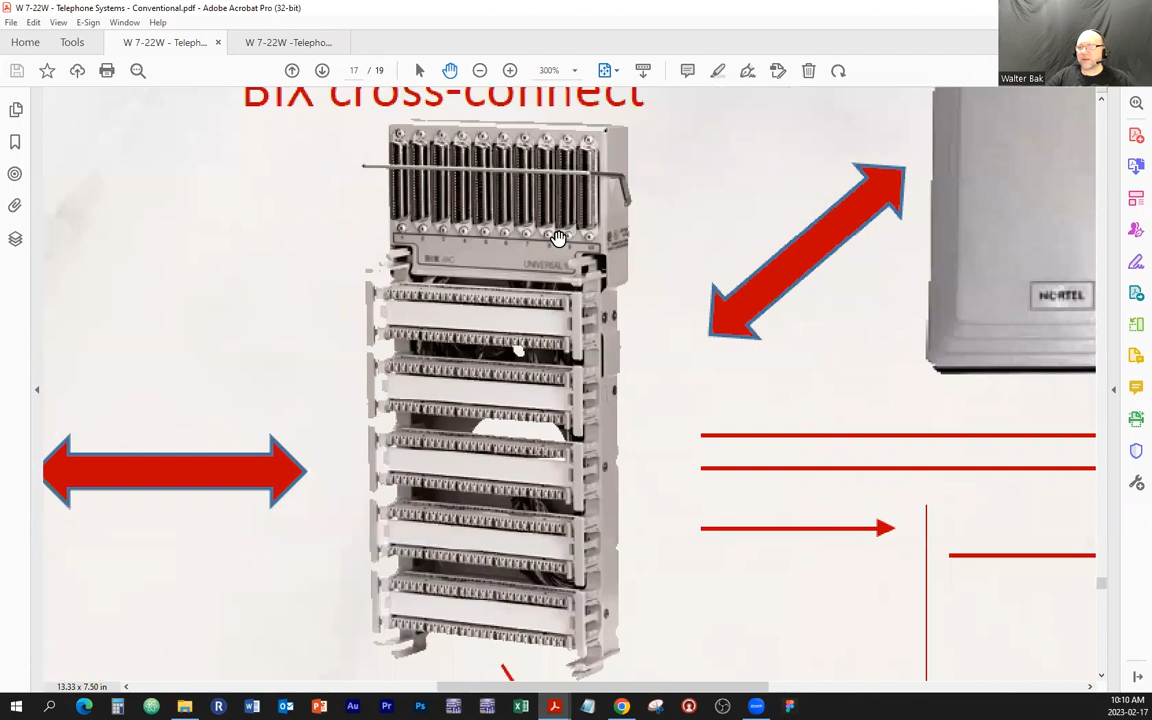 W 7-22W - Telephone Systems - Conventional.pdf - Adobe Acrobat Pro (32-bit)
File Edit View E-Sign Window Help
Home Tools W 7-22W - Teleph... × W 7-22W -Telepho...
17 / 19 300%
Walter Bak
BIX cross-connect
BIX
UNIVERSAL
NORTEL
13.33 x 7.50 in
10:10 AM
2023-02-17